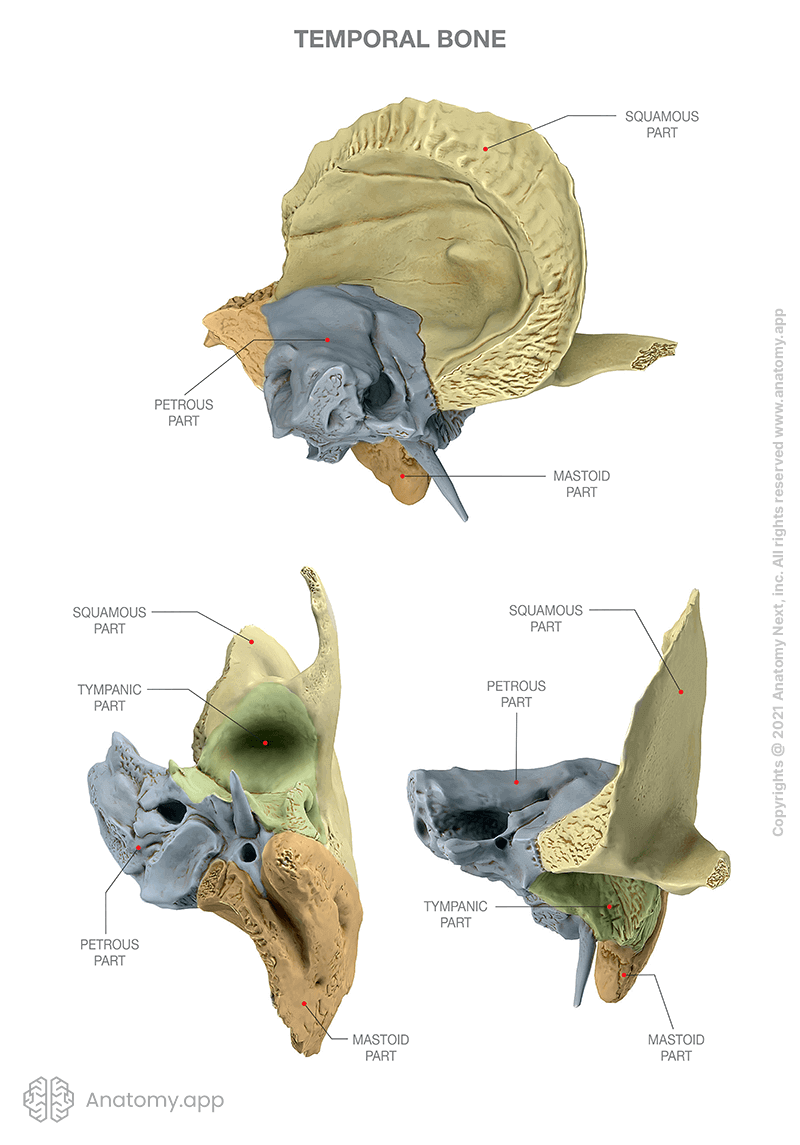 TEMPORAL BONE
SQUAMOUS
PART
PETROUS
PART
MASTOID
PART
SQUAMOUS
PART
TYMPANIC
PART
PETROUS
PART
MASTOID
PART
SQUAMOUS
PART
PETROUS
PART
TYMPANIC
PART
MASTOID
PART
Copyrights @ 2021 Anatomy Next, inc. All rights reserved www.anatomy.app
Anatomy.app